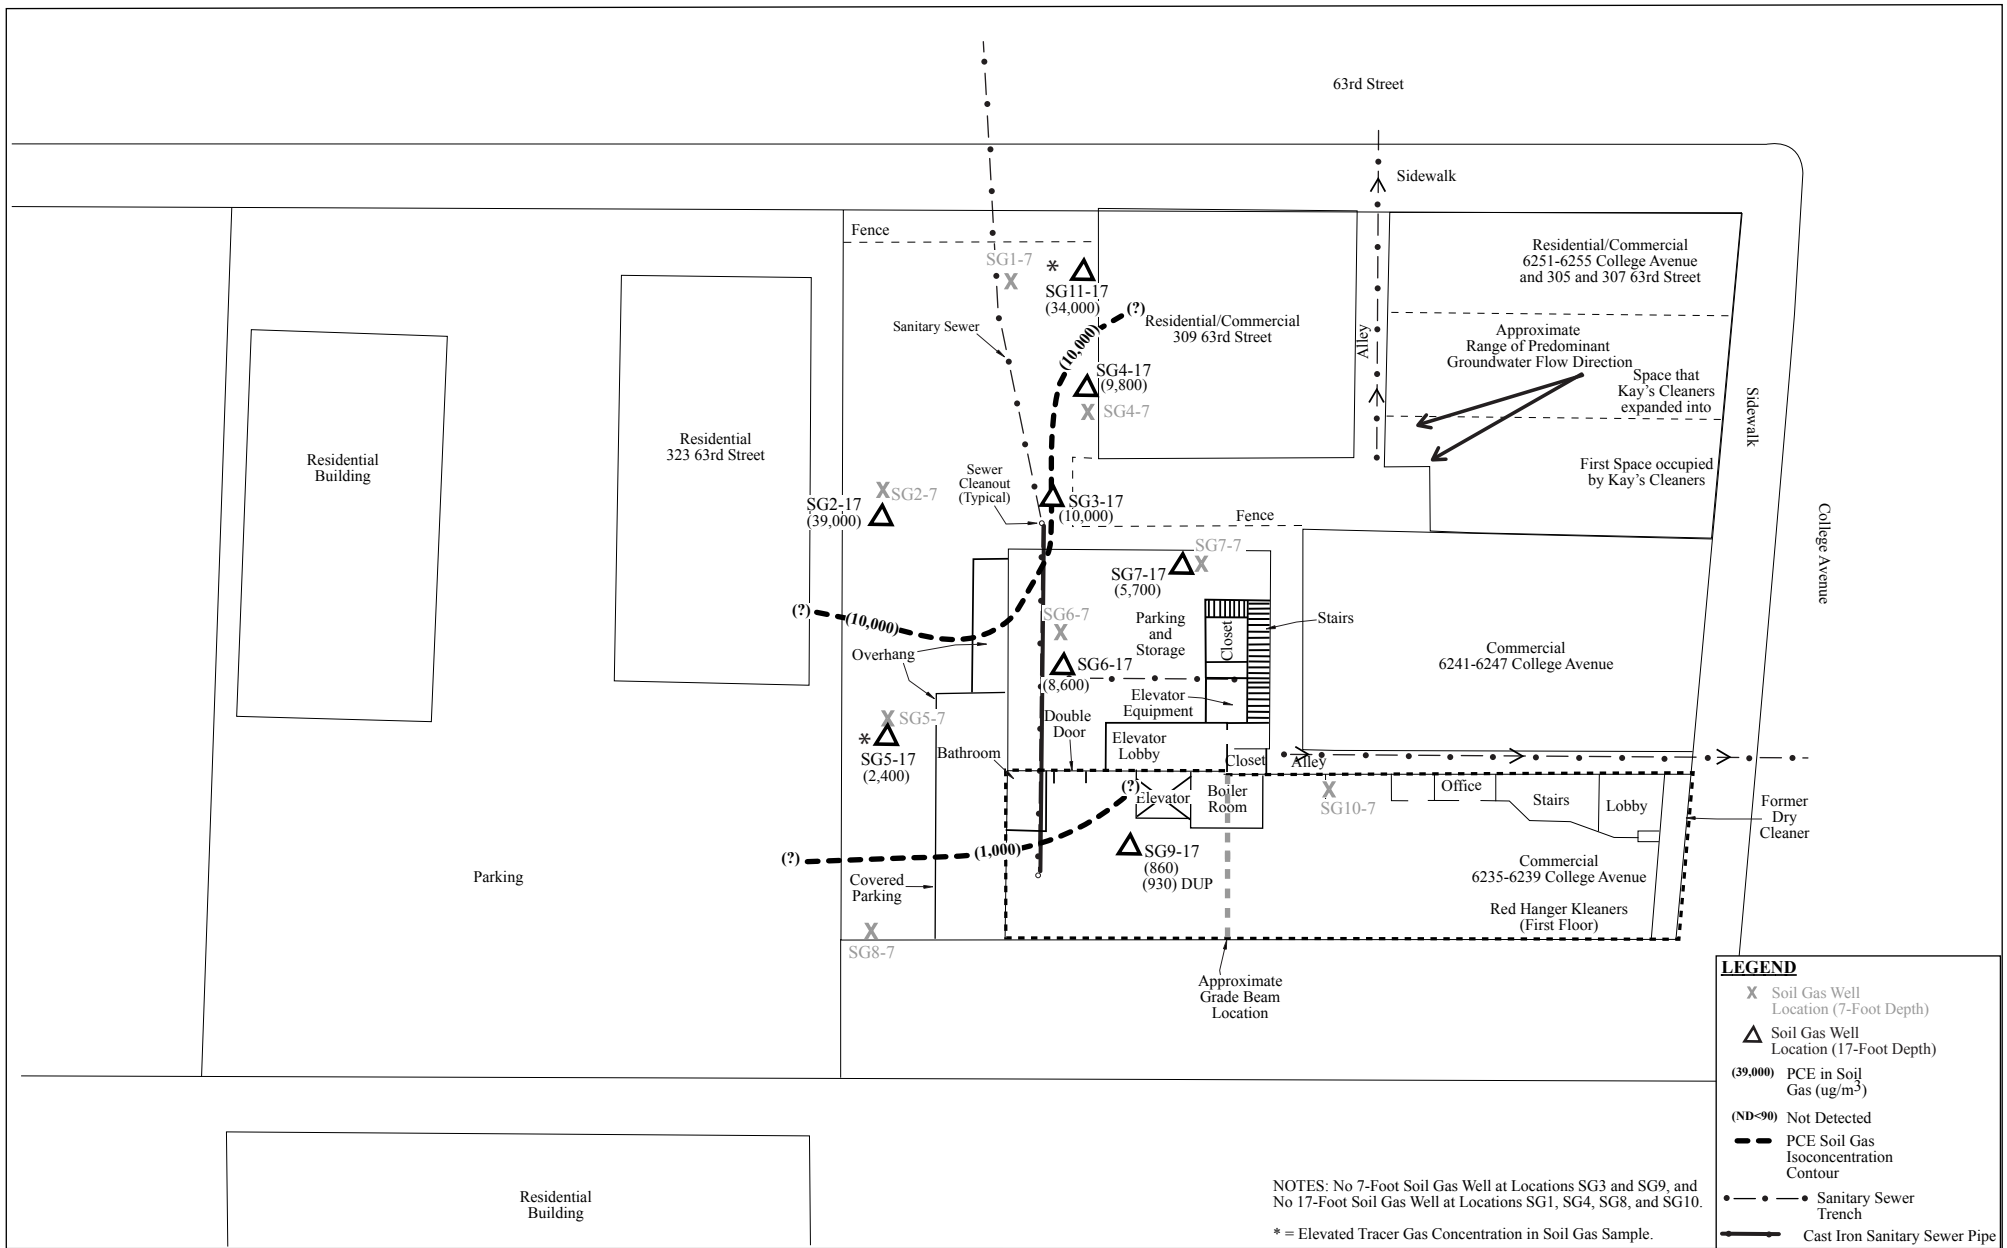 63rd Street
Sidewalk
Fence
SG1-7
*
SG11-17
(34,000)
(?)
(10,000)
Residential/Commercial
309 63rd Street
Sanitary Sewer
SG4-17
(9,800)
SG4-7
Alley
Residential/Commercial
6251-6255 College Avenue
and 305 and 307 63rd Street
Approximate
Range of Predominant
Groundwater Flow Direction
Space that
Kay's Cleaners
expanded into
First Space occupied
by Kay's Cleaners
Sidewalk
College Avenue
Residential
Building
Residential
323 63rd Street
SG2-7
SG2-17
(39,000)
Sewer
Cleanout
(Typical)
SG3-17
(10,000)
Fence
SG7-7
SG7-17
(5,700)
(?)
(10,000)
SG6-7
SG6-17
(8,600)
Parking
and
Storage
Closet
Stairs
Overhang
Elevator
Equipment
Commercial
6241-6247 College Avenue
SG5-7
*
SG5-17
(2,400)
Bathroom
Double
Door
Elevator
Lobby
Closet
Alley
(?)
Elevator
Boiler
Room
SG10-7
Office
Stairs
Lobby
Former
Dry
Cleaner
(?)
(1,000)
SG9-17
(860)
(930) DUP
Commercial
6235-6239 College Avenue
Red Hanger Kleaners
(First Floor)
Parking
Covered
Parking
SG8-7
Approximate
Grade Beam
Location
Residential
Building
LEGEND
X Soil Gas Well
Location (7-Foot Depth)
Soil Gas Well
Location (17-Foot Depth)
(39,000) PCE in Soil
Gas (ug/m3)
(ND<90) Not Detected
PCE Soil Gas
Isoconcentration
Contour
Sanitary Sewer
Trench
Cast Iron Sanitary Sewer Pipe
NOTES: No 7-Foot Soil Gas Well at Locations SG3 and SG9, and
No 17-Foot Soil Gas Well at Locations SG1, SG4, SG8, and SG10.
* = Elevated Tracer Gas Concentration in Soil Gas Sample.